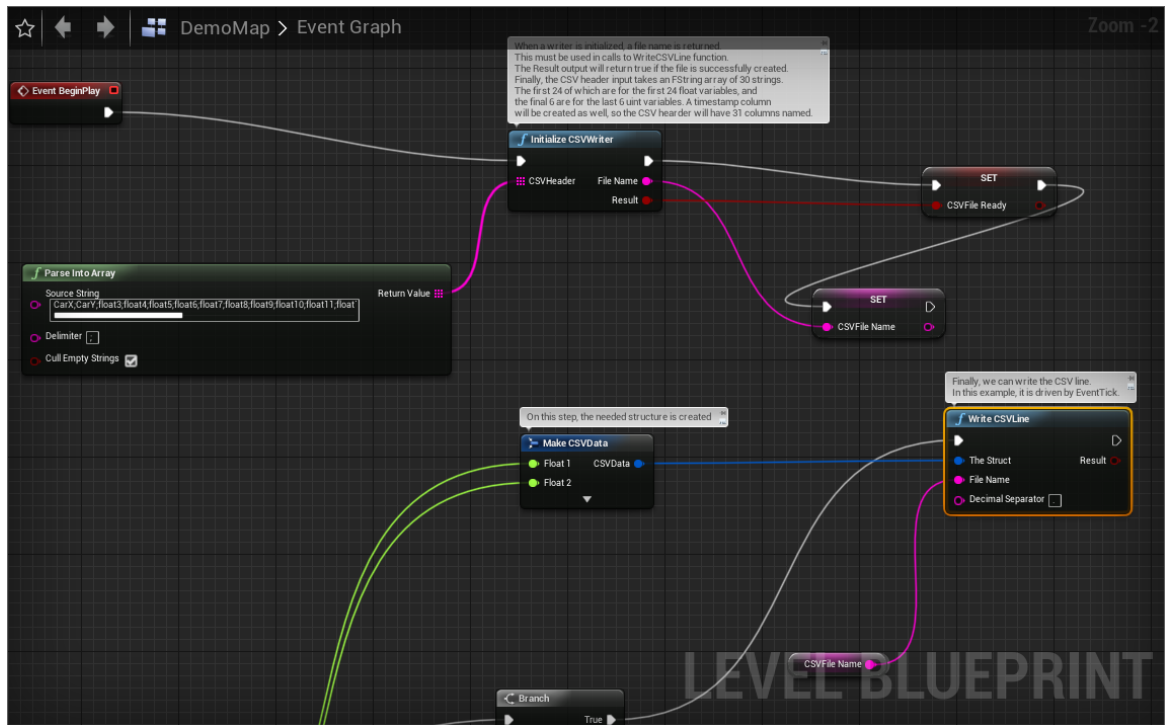 DemoMap > Event Graph
Zoom -2
When a writer is initialized, a file name is returned.
This must be used in calls to WriteCSVLine function.
The Result output will return true if the file is successfully created.
Finally, the CSV header input takes an FString array of 30 strings.
The first 24 of which are for the first 24 float variables, and
the final 6 are for the last 6 uint variables. A timestamp column
will be created as well, so the CSV hearder will have 31 columns named.
Event BeginPlay
Initialize CSVWriter
CSVHeader
File Name
Result
SET
CSVFile Ready
Parse Into Array
Source String
Return Value
CarX;CarY;float3;float4;float5;float6;float7;float8;float9;float10;float11;float
Delimiter ;
Cull Empty Strings
SET
CSVFile Name
Finally, we can write the CSV line.
In this example, it is driven by EventTick.
On this step, the needed structure is created
Make CSVData
Float 1
CSVData
Float 2
Write CSVLine
The Struct
Result
File Name
Decimal Separator .
CSVFile Name
LEVEL BLUEPRINT
Branch
True